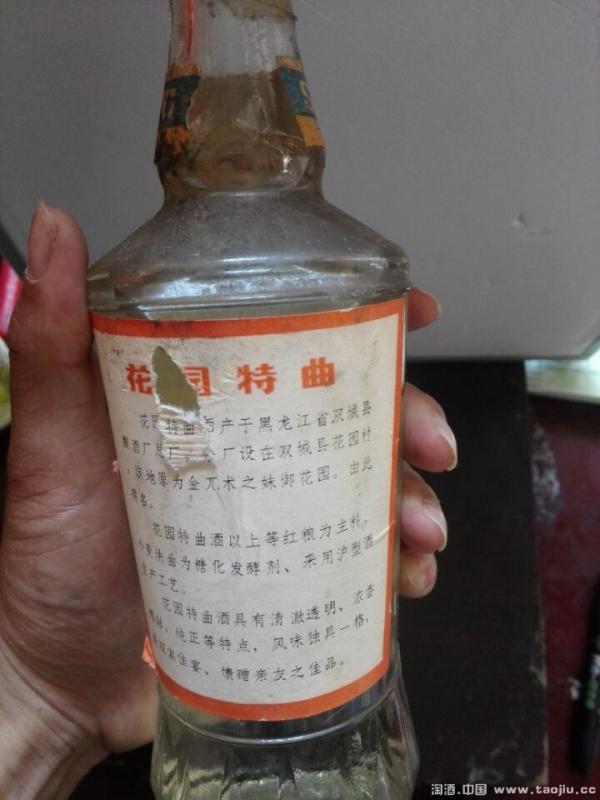 花园特曲
花园特曲酒产于黑龙江省双城县
酿酒厂总厂 分厂设在双城县花园村
,该地原为金兀术之妹御花园。由此
得名。
花园特曲酒以上等红粮为主料,
小麦块曲为糖化发酵剂、采用沪型酒
生产工艺。
花园特曲酒具有清澈透明、浓香
、纯正等特点,风味独具一格,
佳宴、馈赠亲友之佳品。
淘酒.中国 www.taojiu.cc